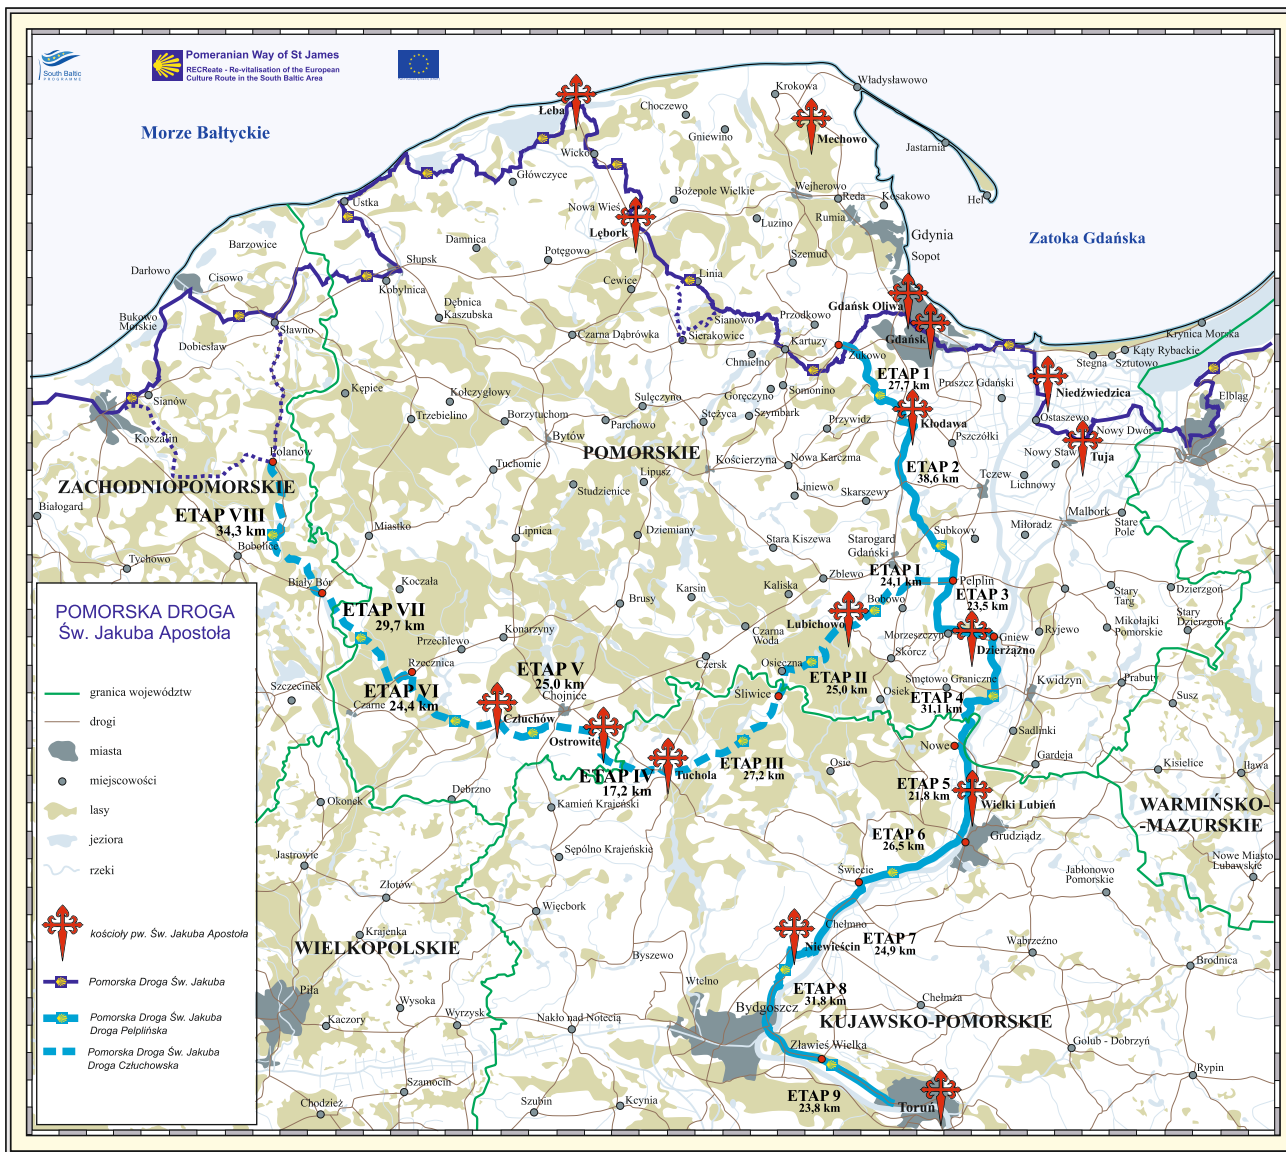 South Baltic
PROGRAMME
Pomeranian Way of St James
RECReate - Re-vitalisation of the European
Culture Route in the South Baltic Area
Morze Bałtyckie
Zatoka Gdańska
Łeba
Wicko
Główczyce
Choczewo
Gniewino
Krokowa
Władysławowo
Mechowo
Jastarnia
Hel
Ustka
Nowa Wieś
Lębork
Bożepole Wielkie
Wejherowo
Reda
Rumia
Kosakowo
Luzino
Gdynia
Sopot
Barzowice
Damnica
Potęgowo
Słupsk
Kobylnica
Szemud
Darłowo
Cisowo
Cewice
Linia
Gdańsk Oliwa
Bukowo
Morskie
Dębnica
Kaszubska
Sławno
Dobiesław
Czarna Dąbrówka
Sianowo
Sierakowice
Przodkowo
Kartuzy
Żukowo
Gdańsk
Krynica Morska
Kąty Rybackie
Stegna
Sztutowo
Chmielno
ETAP 1
27,7 km
Pruszcz Gdański
Niedźwiedzica
Sianów
Kępice
Kołczygłowy
Sulęczyno
Goręczyno
Somonino
Elbląg
Koszalin
Trzebielino
Borzytuchom
Parchowo
Stężyca
Szymbark
Przywidz
Kłodawa
Ostaszewo
Nowy Dwór
Bytów
POMORSKIE
Pszczółki
Tuja
Polanów
Tuchomie
Lipusz
Kościerzyna
Nowa Karczma
ETAP 2
38,6 km
Nowy Staw
Tczew
Lichnowy
ZACHODNIOPOMORSKIE
Białogard
Studzienice
Liniewo
Skarszewy
ETAP VIII
34,3 km
Bobolice
Miastko
Lipnica
Dziemiany
Subkowy
Miłoradz
Malbork
Stare
Pole
Tychowo
Stara Kiszewa
Starogard
Gdański
Biały Bór
Koczała
Karsin
Kaliska
Zblewo
ETAP I
24,1 km
Pelplin
ETAP 3
23,5 km
Stary
Targ
Dzierzgoń
ETAP VII
29,7 km
Brusy
Bobowo
Lubichowo
Stary
Dzierzgoń
Mikołajki
Pomorskie
Przechlewo
Konarzyny
Czarna
Woda
Morzeszczyn
Gniew
Ryjewo
Dzierżążno
Skórcz
Rzecznica
Czersk
Osieczna
ETAP V
25,0 km
ETAP II
25,0 km
Smętowo Graniczne
Kwidzyn
Prabuty
Szczecinek
ETAP VI
24,4 km
Czarne
Chojnice
Śliwice
Osiek
ETAP 4
31,1 km
Susz
Człuchów
Ostrowite
Sadlinki
Nowe
Gardeja
ETAP IV
17,2 km
Tuchola
ETAP III
27,2 km
Osie
Kisielice
Iława
ETAP 5
21,8 km
Wielki Lubień
Okonek
Debrzno
Kamień Krajeński
WARMIŃSKO-
-MAZURSKIE
ETAP 6
26,5 km
Grudziądz
Jastrowie
Sępólno Krajeńskie
Świecie
Jabłonowo
Pomorskie
Nowe Miasto
Lubawskie
Złotów
Więcbork
Chełmno
Krajenka
WIELKOPOLSKIE
Niewieścin
ETAP 7
24,9 km
Wąbrzeźno
Brodnica
Byszewo
Wtelno
ETAP 8
31,8 km
Piła
Wysoka
Chełmża
Bydgoszcz
KUJAWSKO-POMORSKIE
Kaczory
Wyrzysk
Nakło nad Notecią
Zławieś Wielka
Golub - Dobrzyń
Rypin
Szamocin
ETAP 9
23,8 km
Toruń
Chodzież
Szubin
Kcynia
POMORSKA DROGA
Św. Jakuba Apostoła
granica województw
drogi
miasta
miejscowości
lasy
jeziora
rzeki
kościoły pw. Św. Jakuba Apostoła
Pomorska Droga Św. Jakuba
Pomorska Droga Św. Jakuba
Droga Pelplińska
Pomorska Droga Św. Jakuba
Droga Człuchowska